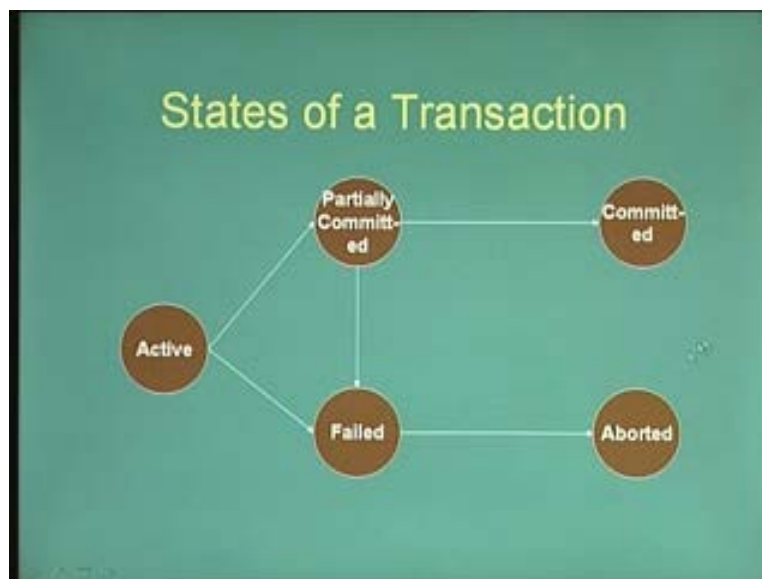 States of a Transaction
Partially
Committ-
ed
Committ-
ed
Active
Failed
Aborted